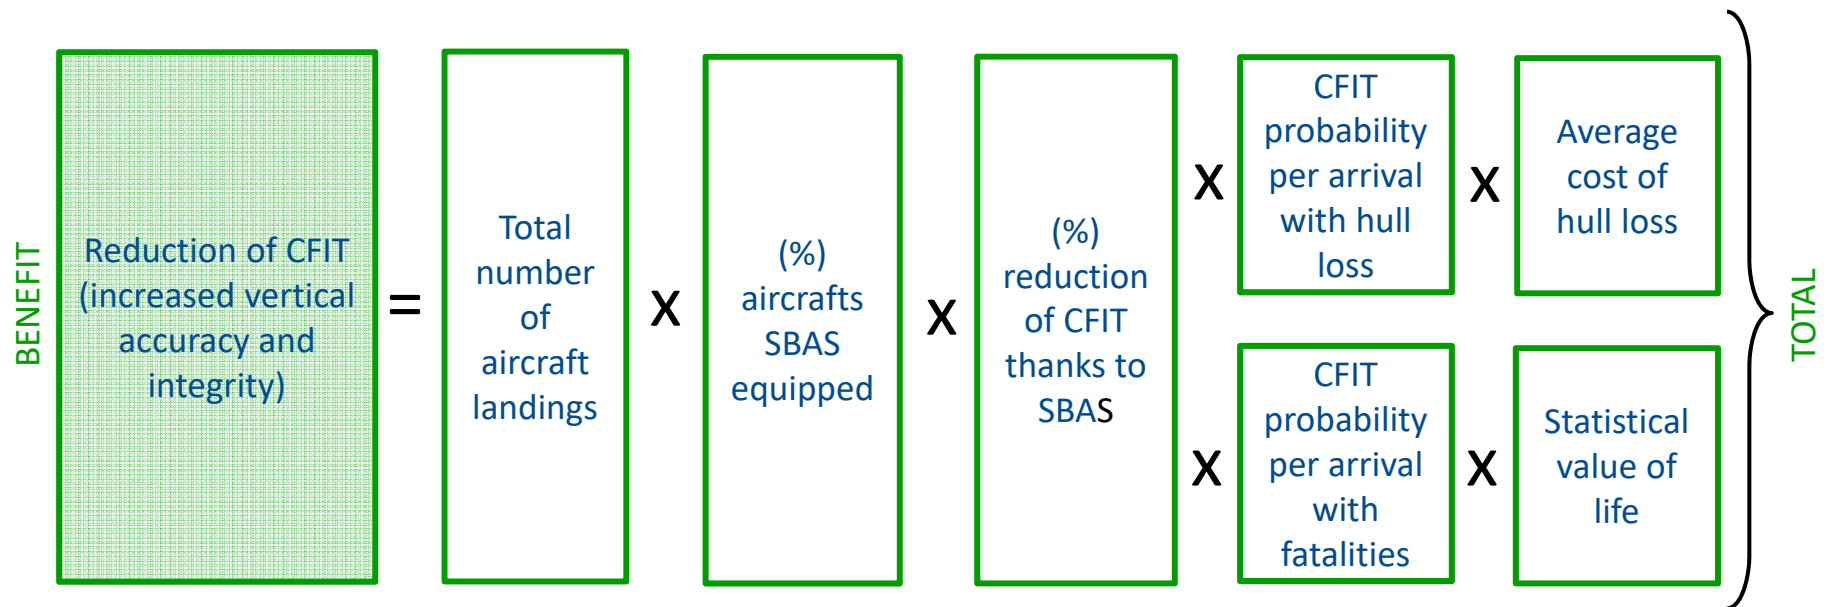 BENEFIT
Reduction of CFIT
(increased vertical
accuracy and
integrity)
=
Total
number
of
aircraft
landings
X
(%)
aircrafts
SBAS
equipped
X
(%)
reduction
of CFIT
thanks to
SBAS
X
CFIT
probability
per arrival
with hull
loss
X
Average
cost of
hull loss
X
CFIT
probability
per arrival
with
fatalities
X
Statistical
value of
life
TOTAL